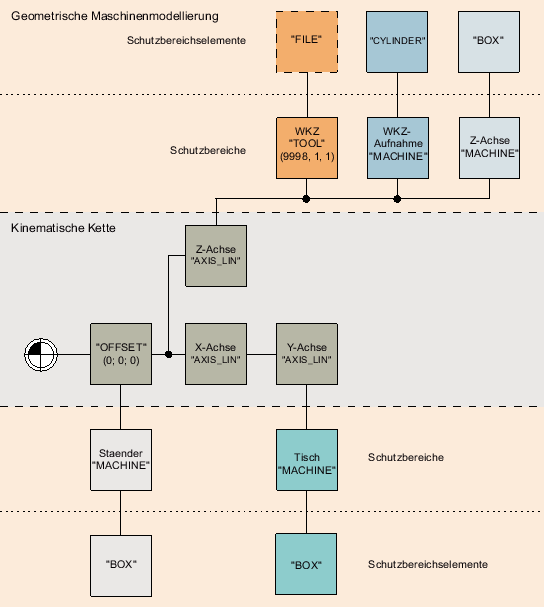 Geometrische Maschinenmodellierung
Schutzbereichselemente
"FILE"
"CYLINDER"
"BOX"
Schutzbereiche
WKZ
"TOOL"
(9998, 1, 1)
WKZ-
Aufnahme
"MACHINE"
Z-Achse
"MACHINE"
Kinematische Kette
Z-Achse
"AXIS_LIN"
"OFFSET"
(0; 0; 0)
X-Achse
"AXIS_LIN"
Y-Achse
"AXIS_LIN"
Staender
"MACHINE"
Tisch
"MACHINE"
Schutzbereiche
"BOX"
"BOX"
Schutzbereichselemente